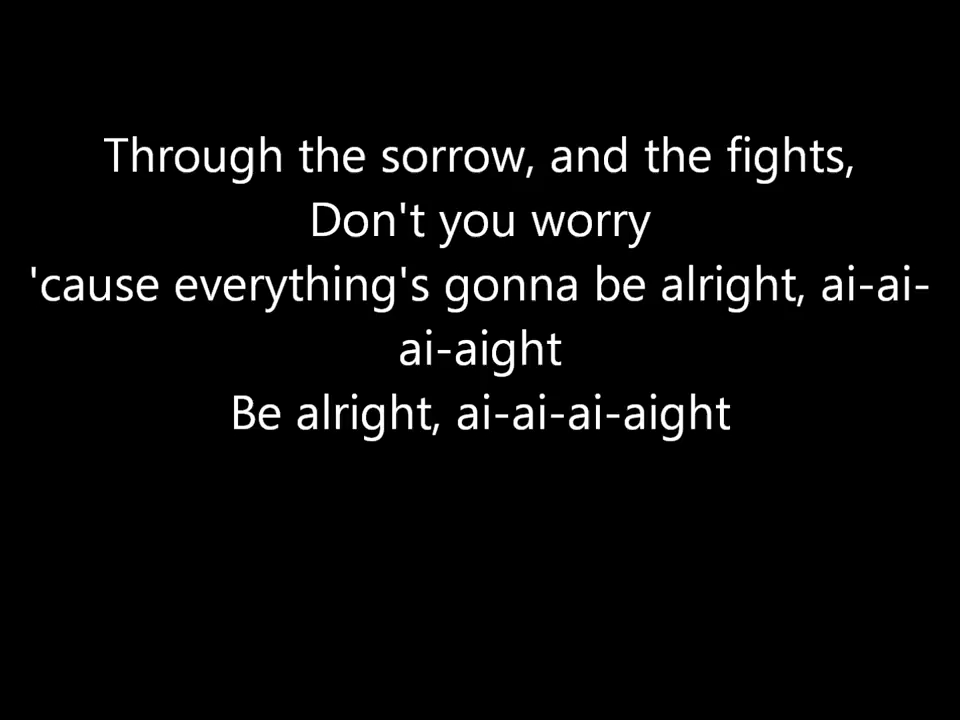 Through the sorrow, and the fights,
Don't you worry
'cause everything's gonna be alright, ai-ai-
ai-aight
Be alright, ai-ai-ai-aight